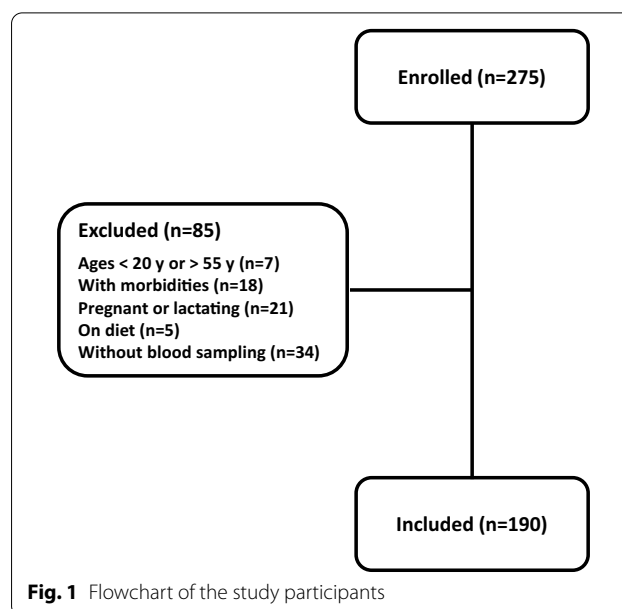 Enrolled (n=275)
Excluded (n=85)
Ages < 20 y or > 55 y (n=7)
With morbidities (n=18)
Pregnant or lactating (n=21)
On diet (n=5)
Without blood sampling (n=34)
Included (n=190)
Fig. 1 Flowchart of the study participants